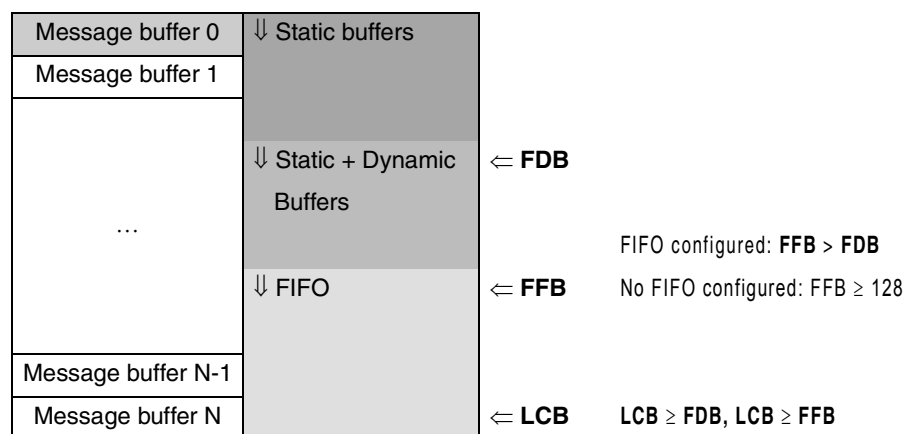 Message buffer 0 ⇓ Static buffers
Message buffer 1
⇓ Static + Dynamic ⇐ FDB
Buffers
…
FIFO configured: FFB > FDB
⇓ FIFO ⇐ FFB No FIFO configured: FFB ≥ 128
Message buffer N-1
Message buffer N ⇐ LCB LCB ≥ FDB, LCB ≥ FFB